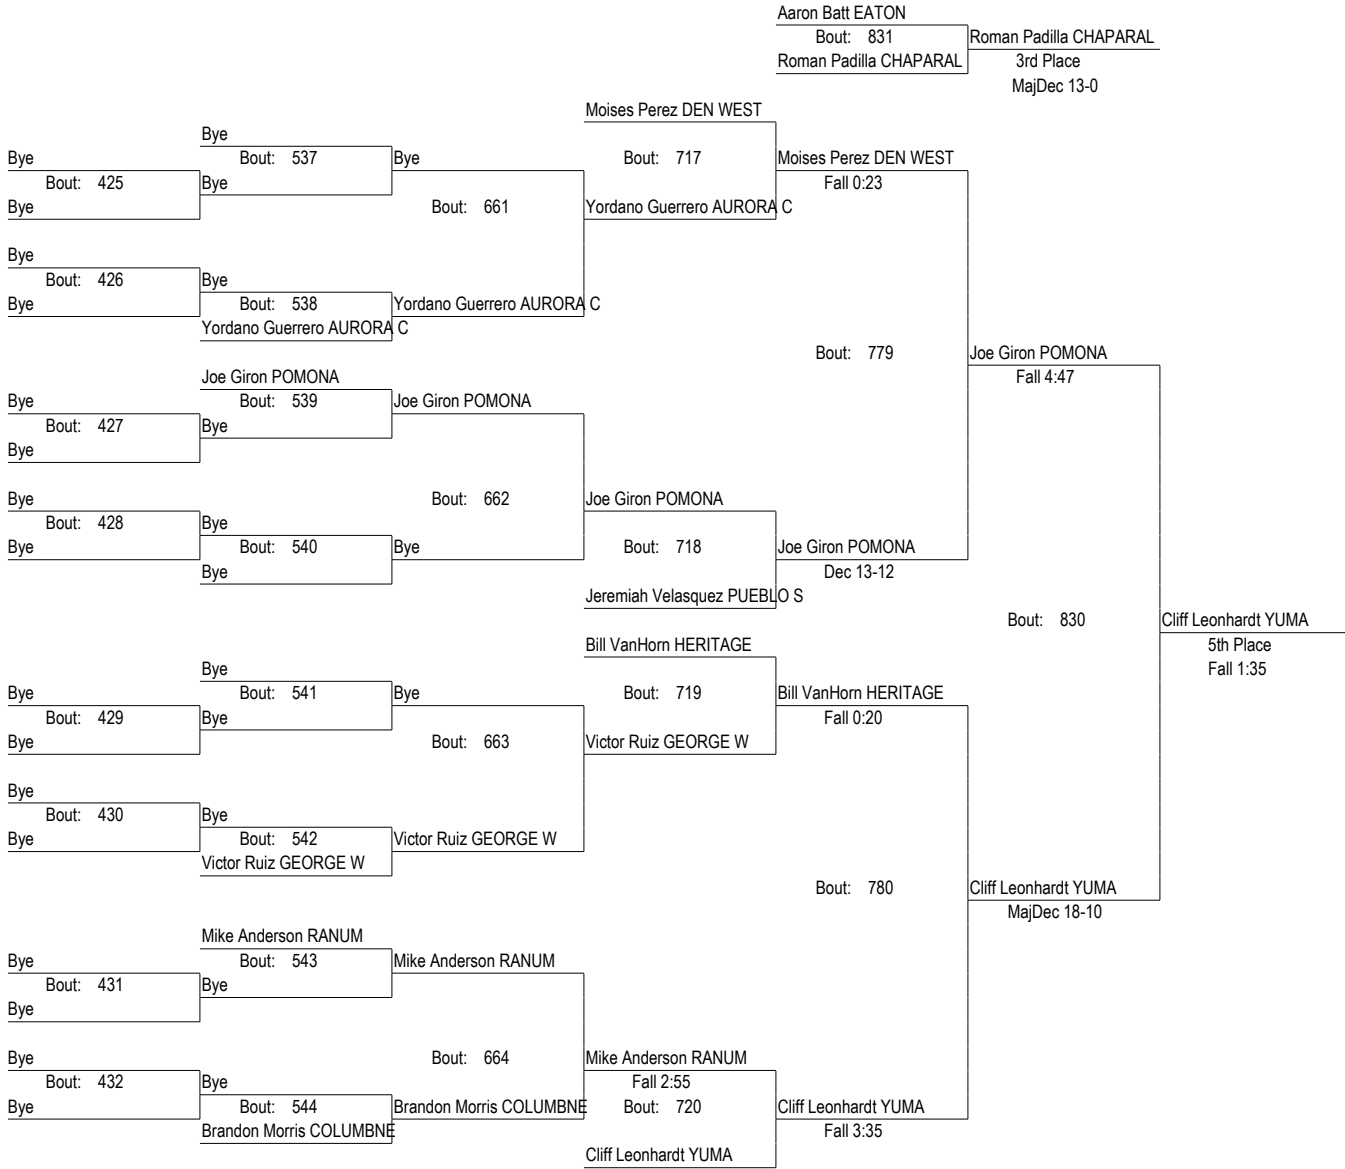 Aaron Batt EATON
Bout: 831
Roman Padilla CHAPARAL
Roman Padilla CHAPARAL
3rd Place
MajDec 13-0
Moises Perez DEN WEST
Bye
Bye
Bout: 537
Bye
Bout: 717
Moises Perez DEN WEST
Bout: 425
Bye
Fall 0:23
Bye
Bout: 661
Yordano Guerrero AURORA C
Bye
Bout: 426
Bye
Bye
Bout: 538
Yordano Guerrero AURORA C
Yordano Guerrero AURORA C
Bout: 779
Joe Giron POMONA
Joe Giron POMONA
Fall 4:47
Bye
Bout: 539
Joe Giron POMONA
Bout: 427
Bye
Bye
Bye
Bout: 662
Joe Giron POMONA
Bout: 428
Bye
Bye
Bout: 540
Bye
Bout: 718
Joe Giron POMONA
Bye
Dec 13-12
Jeremiah Velasquez PUEBLO S
Bout: 830
Cliff Leonhardt YUMA
Bill VanHorn HERITAGE
5th Place
Bye
Fall 1:35
Bye
Bout: 541
Bye
Bout: 719
Bill VanHorn HERITAGE
Bout: 429
Bye
Fall 0:20
Bye
Bout: 663
Victor Ruiz GEORGE W
Bye
Bout: 430
Bye
Bye
Bout: 542
Victor Ruiz GEORGE W
Victor Ruiz GEORGE W
Bout: 780
Cliff Leonhardt YUMA
MajDec 18-10
Mike Anderson RANUM
Bye
Bout: 543
Mike Anderson RANUM
Bout: 431
Bye
Bye
Bye
Bout: 664
Mike Anderson RANUM
Bout: 432
Bye
Fall 2:55
Bye
Bout: 544
Brandon Morris COLUMBNE
Bout: 720
Cliff Leonhardt YUMA
Brandon Morris COLUMBNE
Fall 3:35
Cliff Leonhardt YUMA